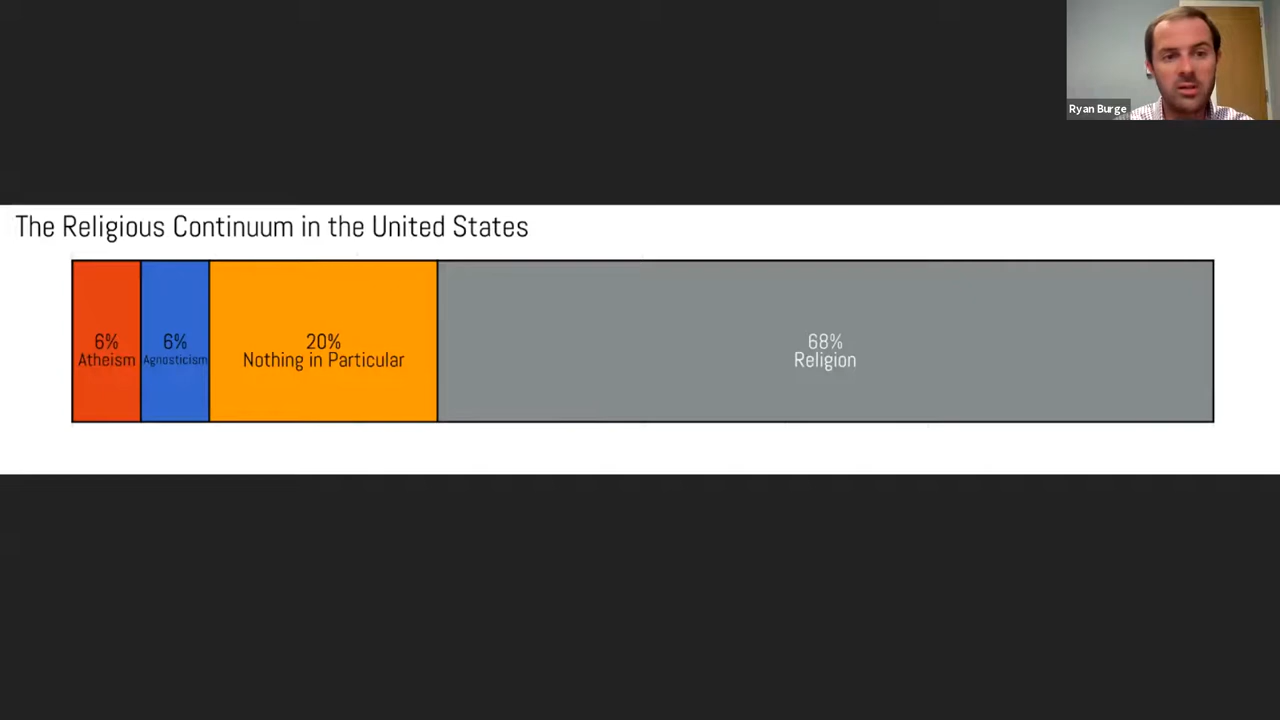 Ryan Burge
The Religious Continuum in the United States
6%
Atheism
6%
Agnosticism
20%
Nothing in Particular
68%
Religion